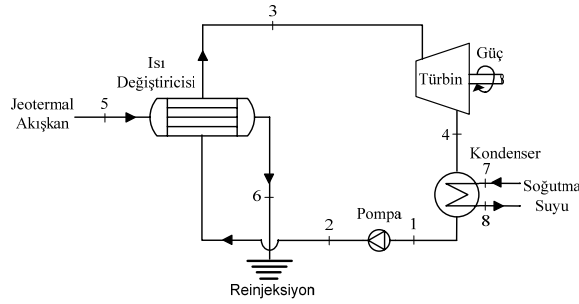 3
Isı
Değiştiricisi
Güç
Türbin
Jeotermal
Akışkan
5
4
Kondenser
7
Soğutma
Suyu
8
6
Pompa
2
1
Reinjeksiyon